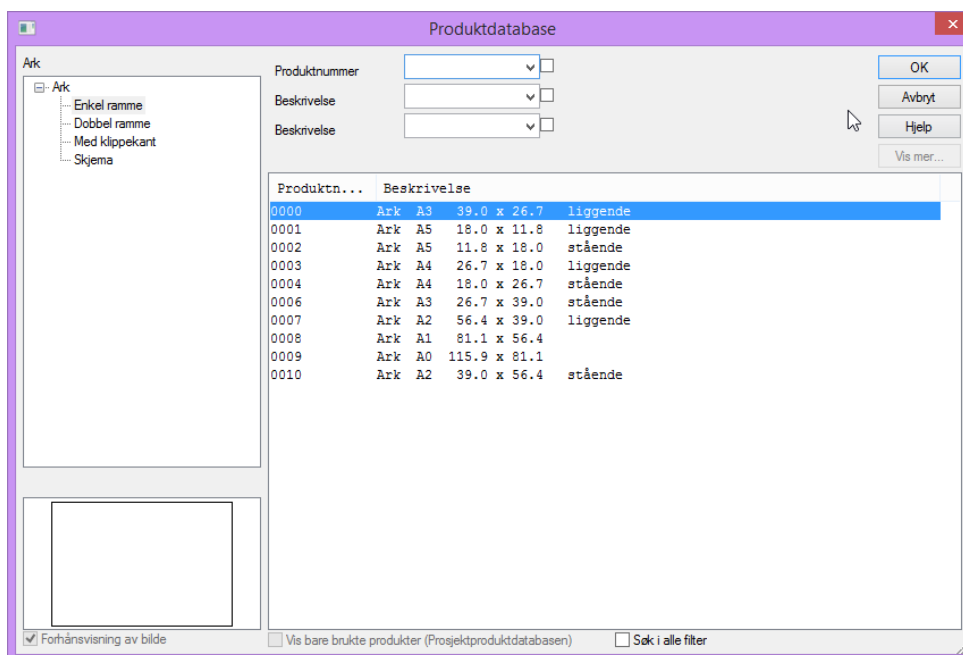 Produktdatabase
Ark
Ark
Enkel ramme
Dobbel ramme
Med klippekant
Skjema
Produktnummer
Beskrivelse
Beskrivelse
OK
Avbryt
Hjelp
Vis mer...
Produktn... Beskrivelse
0000 Ark A3 39.0 x 26.7 liggende
0001 Ark A5 18.0 x 11.8 liggende
0002 Ark A5 11.8 x 18.0 stående
0003 Ark A4 26.7 x 18.0 liggende
0004 Ark A4 18.0 x 26.7 stående
0006 Ark A3 26.7 x 39.0 stående
0007 Ark A2 56.4 x 39.0 liggende
0008 Ark A1 81.1 x 56.4
0009 Ark A0 115.9 x 81.1
0010 Ark A2 39.0 x 56.4 stående
Forhånsvisning av bilde
Vis bare brukte produkter (Prosjektproduktdatabasen)
Søk i alle filter